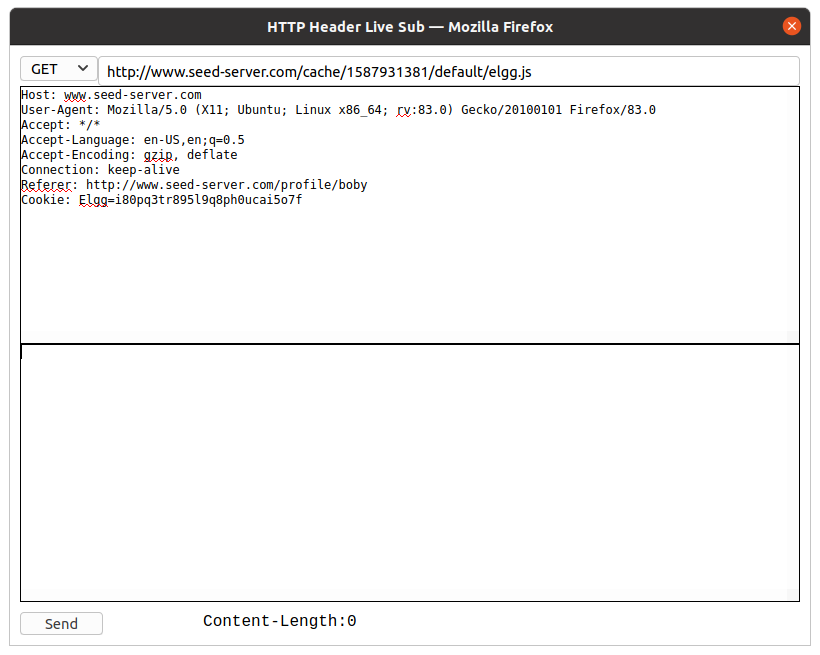 HTTP Header Live Sub — Mozilla Firefox
GET http://www.seed-server.com/cache/1587931381/default/elgg.js
Host: www.seed-server.com
User-Agent: Mozilla/5.0 (X11; Ubuntu; Linux x86_64; rv:83.0) Gecko/20100101 Firefox/83.0
Accept: */*
Accept-Language: en-US,en;q=0.5
Accept-Encoding: gzip, deflate
Connection: keep-alive
Referer: http://www.seed-server.com/profile/boby
Cookie: Elgg=i80pq3tr895l9q8ph0ucai5o7f
Send Content-Length:0